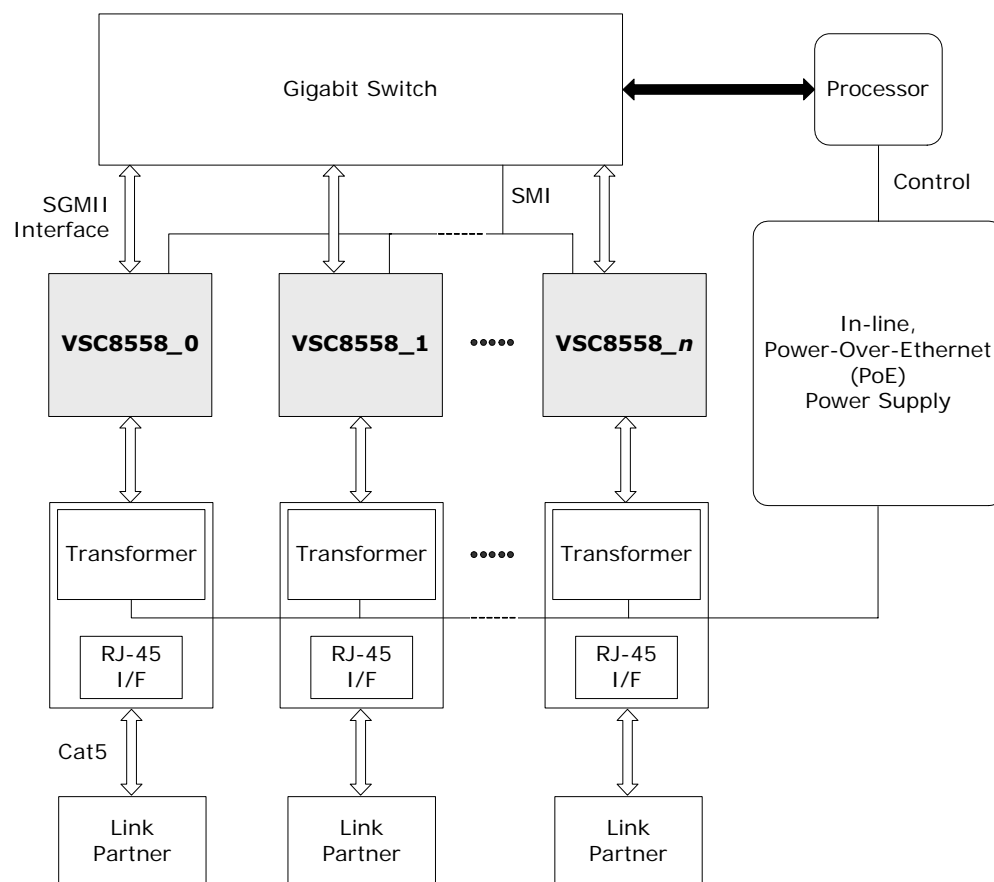 Gigabit Switch
Processor
SGMII
Interface
SMI
Control
VSC8558_0
VSC8558_1
VSC8558_n
In-line,
Power-Over-Ethernet
(PoE)
Power Supply
Transformer
Transformer
Transformer
RJ-45
I/F
RJ-45
I/F
RJ-45
I/F
Cat5
Link
Partner
Link
Partner
Link
Partner